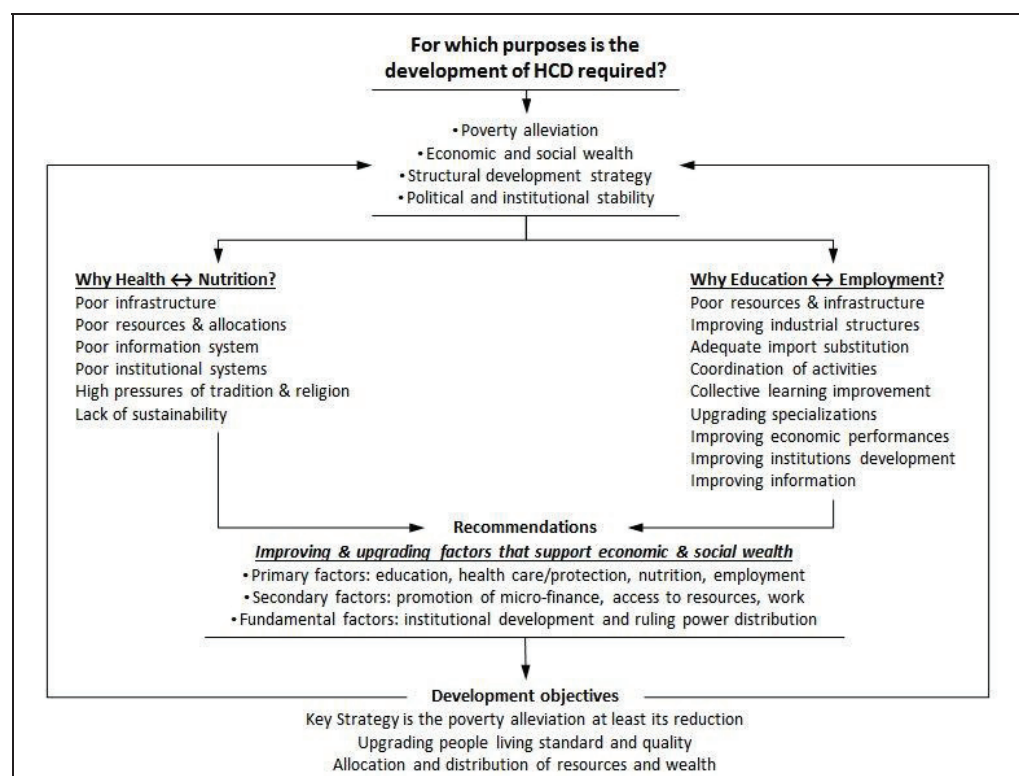 For which purposes is the
development of HCD required?
•Poverty alleviation
•Economic and social wealth
•Structural development strategy
•Political and institutional stability
Why Health ↔ Nutrition?
Poor infrastructure
Poor resources & allocations
Poor information system
Poor institutional systems
High pressures of tradition & religion
Lack of sustainability
Why Education ↔ Employment?
Poor resources & infrastructure
Improving industrial structures
Adequate import substitution
Coordination of activities
Collective learning improvement
Upgrading specializations
Improving economic performances
Improving institutions development
Improving information
Recommendations
Improving & upgrading factors that support economic & social wealth
•Primary factors: education, health care/protection, nutrition, employment
•Secondary factors: promotion of micro-finance, access to resources, work
•Fundamental factors: institutional development and ruling power distribution
Development objectives
Key Strategy is the poverty alleviation at least its reduction
Upgrading people living standard and quality
Allocation and distribution of resources and wealth